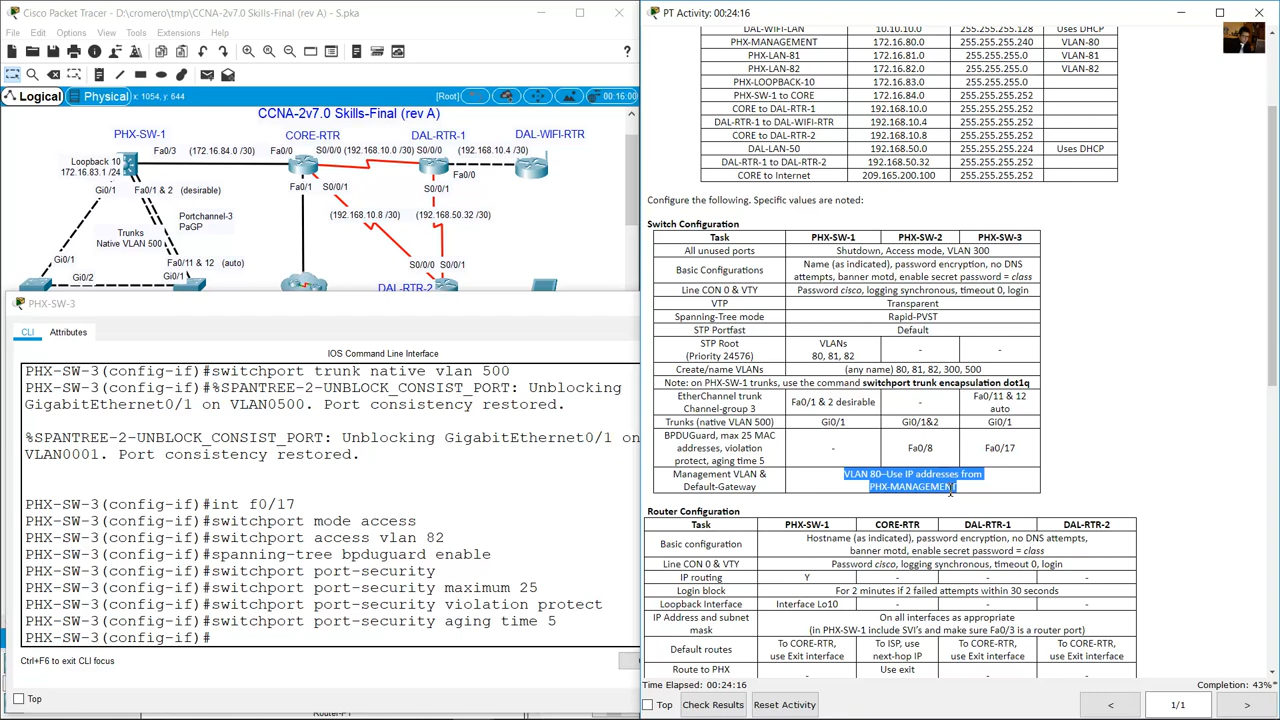 Cisco Packet Tracer - D:\cromero\tmp\CCNA-2v7.0 Skills-Final (rev A) - S.pka
File Edit Options View Tools Extensions Help
?
Logical Physical x: 1054, y: 644 [Root] 00:16:00
CCNA-2v7.0 Skills-Final (rev A)
PHX-SW-1 CORE-RTR DAL-RTR-1 DAL-WIFI-RTR
Loopback 10
172.16.83.1 /24
Fa0/3 (172.16.84.0 /30) Fa0/0 S0/0/0 (192.168.10.0 /30) S0/0/0 (192.168.10.4 /30)
Fa0/0
Gi0/1 Fa0/1 & 2 (desirable) Fa0/1 S0/0/1 S0/0/1
Portchannel-3
PaGP
(192.168.10.8 /30) (192.168.50.32 /30)
Trunks
Native VLAN 500
Gi0/1 Fa0/11 & 12 (auto) S0/0/0 S0/0/1
Gi0/2 Gi0/1
DAL-RTR-2
PHX-SW-3
CLI Attributes
IOS Command Line Interface
PHX-SW-3(config-if)#switchport trunk native vlan 500
PHX-SW-3(config-if)#%SPANTREE-2-UNBLOCK_CONSIST_PORT: Unblocking
GigabitEthernet0/1 on VLAN0500. Port consistency restored.
%SPANTREE-2-UNBLOCK_CONSIST_PORT: Unblocking GigabitEthernet0/1 on
VLAN0001. Port consistency restored.
PHX-SW-3(config-if)#int f0/17
PHX-SW-3(config-if)#switchport mode access
PHX-SW-3(config-if)#switchport access vlan 82
PHX-SW-3(config-if)#spanning-tree bpduguard enable
PHX-SW-3(config-if)#switchport port-security
PHX-SW-3(config-if)#switchport port-security maximum 25
PHX-SW-3(config-if)#switchport port-security violation protect
PHX-SW-3(config-if)#switchport port-security aging time 5
PHX-SW-3(config-if)#
Ctrl+F6 to exit CLI focus
Top
Router-PT
PT Activity: 00:24:16
DAL-WIFI-LAN 10.10.10.0 255.255.255.128 Uses DHCP
PHX-MANAGEMENT 172.16.80.0 255.255.255.240 VLAN-80
PHX-LAN-81 172.16.81.0 255.255.255.0 VLAN-81
PHX-LAN-82 172.16.82.0 255.255.255.0 VLAN-82
PHX-LOOPBACK-10 172.16.83.0 255.255.255.0
PHX-SW-1 to CORE 172.16.84.0 255.255.255.252
CORE to DAL-RTR-1 192.168.10.0 255.255.255.252
DAL-RTR-1 to DAL-WIFI-RTR 192.168.10.4 255.255.255.252
CORE to DAL-RTR-2 192.168.10.8 255.255.255.252
DAL-LAN-50 192.168.50.0 255.255.255.224 Uses DHCP
DAL-RTR-1 to DAL-RTR-2 192.168.50.32 255.255.255.252
CORE to Internet 209.165.200.100 255.255.255.252
Configure the following. Specific values are noted:
Switch Configuration
Task PHX-SW-1 PHX-SW-2 PHX-SW-3
All unused ports Shutdown, Access mode, VLAN 300
Basic Configurations Name (as indicated), password encryption, no DNS
attempts, banner motd, enable secret password = class
Line CON 0 & VTY Password cisco, logging synchronous, timeout 0, login
VTP Transparent
Spanning-Tree mode Rapid-PVST
STP Portfast Default
STP Root
(Priority 24576)
VLANs
80, 81, 82
- -
Create/name VLANs (any name) 80, 81, 82, 300, 500
Note: on PHX-SW-1 trunks, use the command switchport trunk encapsulation dot1q
EtherChannel trunk
Channel-group 3
Fa0/1 & 2 desirable - Fa0/11 & 12
auto
Trunks (native VLAN 500) Gi0/1 Gi0/1&2 Gi0/1
BPDUGuard, max 25 MAC
addresses, violation
protect, aging time 5
- Fa0/8 Fa0/17
Management VLAN &
Default-Gateway
VLAN 80–Use IP addresses from
PHX-MANAGEMENT
Router Configuration
Task PHX-SW-1 CORE-RTR DAL-RTR-1 DAL-RTR-2
Basic configuration Hostname (as indicated), password encryption, no DNS attempts,
banner motd, enable secret password = class
Line CON 0 & VTY Password cisco, logging synchronous, timeout 0, login
IP routing Y - - -
Login block For 2 minutes if 2 failed attempts within 30 seconds
Loopback Interface Interface Lo10 - - -
IP Address and subnet
mask
On all interfaces as appropriate
(in PHX-SW-1 include SVI's and make sure Fa0/3 is a router port)
Default routes To CORE-RTR,
use Exit interface
To ISP, use
next-hop IP
To CORE-RTR,
use Exit interface
To CORE-RTR,
use Exit interface
Route to PHX - Use exit - -
Time Elapsed: 00:24:16 Completion: 43%*
Top Check Results Reset Activity < 1/1 >